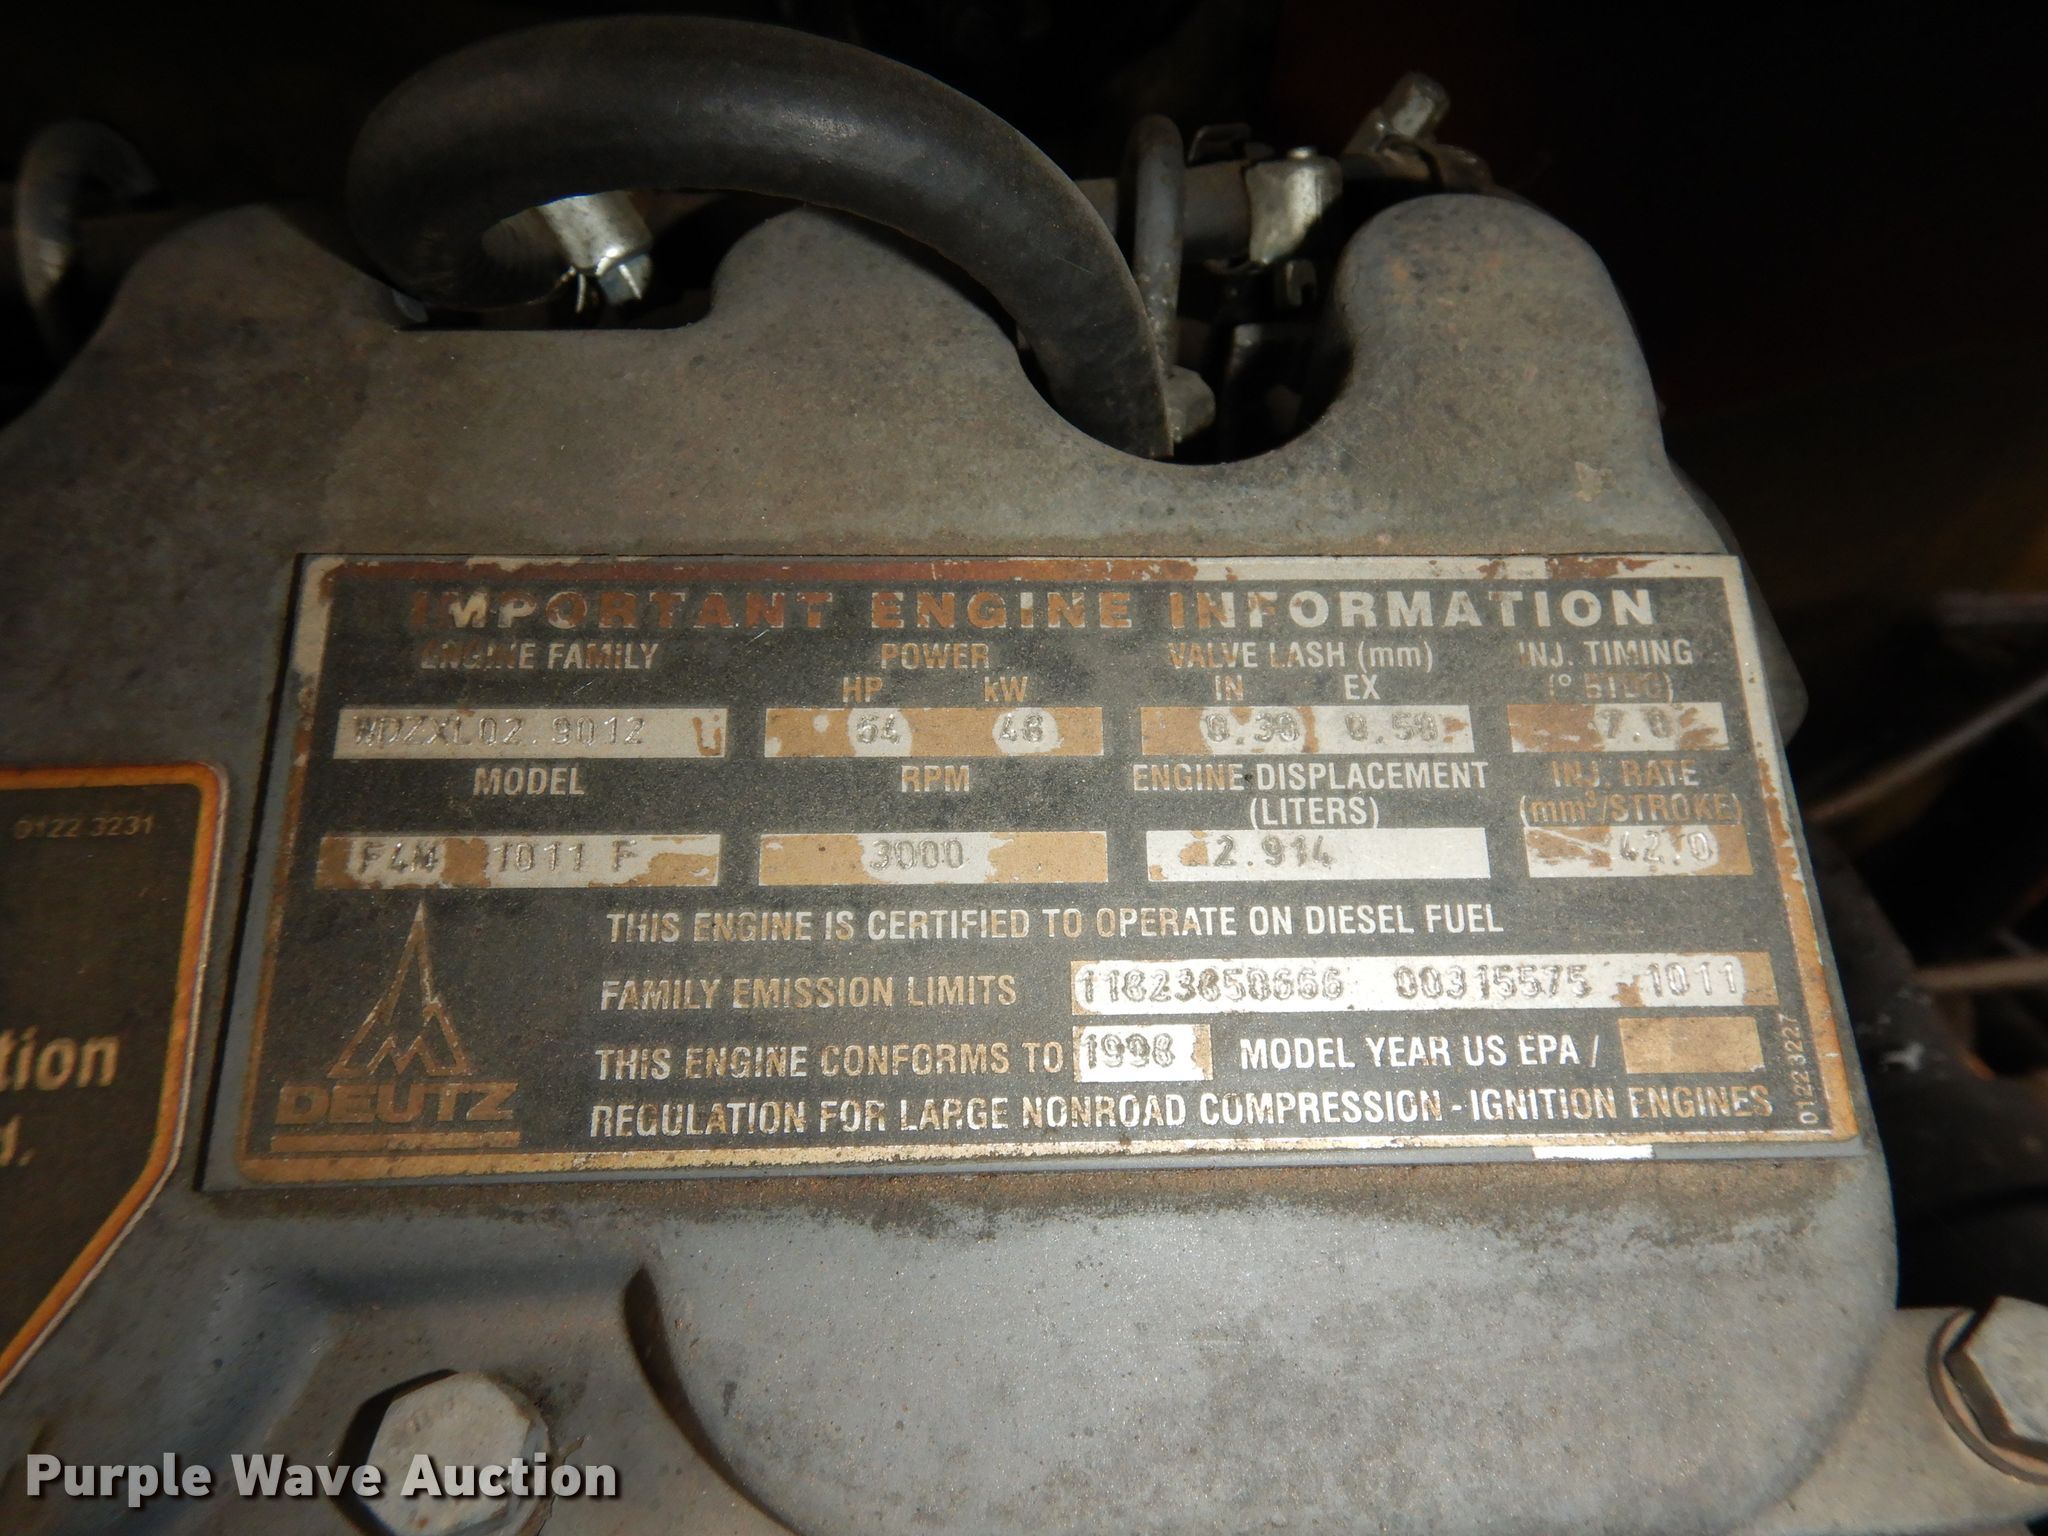 IMPORTANT ENGINE INFORMATION
ENGINE FAMILY POWER VALVE LASH (mm) INJ. TIMING
HP kW IN EX (° BTDC)
WDZXL02.9012 U 64 48 0.30 0.50 7.0
MODEL RPM ENGINE DISPLACEMENT INJ. RATE
(LITERS) (mm³/STROKE)
F4M 1011 F 3000 2.914 42.0
THIS ENGINE IS CERTIFIED TO OPERATE ON DIESEL FUEL
FAMILY EMISSION LIMITS 00315575 1011
THIS ENGINE CONFORMS TO 1998 MODEL YEAR US EPA /
REGULATION FOR LARGE NONROAD COMPRESSION - IGNITION ENGINES
DEUTZ
01223227
0122 3231
tion
d.
Purple Wave Auction